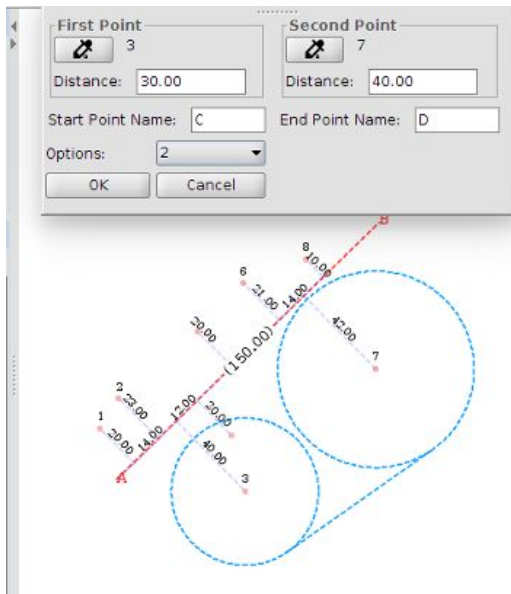 First Point
3
Distance: 30.00
Second Point
7
Distance: 40.00
Start Point Name: C
End Point Name: D
Options: 2
OK
Cancel
B
8
10.00
6
21.00
14.00
42.00
20.00
(150.00)
7
2
23.00
12.00
20.00
1
20.00
14.00
40.00
A
3